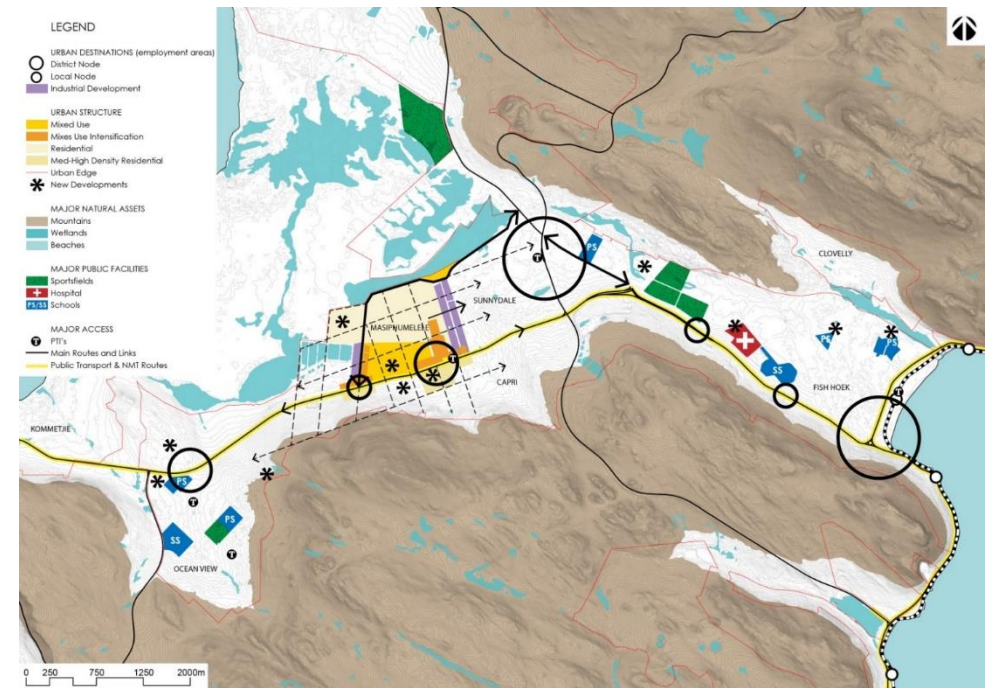 LEGEND
URBAN DESTINATIONS (employment areas)
District Node
Local Node
Industrial Development
URBAN STRUCTURE
Mixed Use
Mixes Use Intensification
Residential
Med-High Density Residential
Urban Edge
New Developments
MAJOR NATURAL ASSETS
Mountains
Wetlands
Beaches
MAJOR PUBLIC FACILITIES
Sportsfields
Hospital
PS/SS Schools
MAJOR ACCESS
T PTI's
Main Routes and Links
Public Transport & NMT Routes
CLOVELLY
PS
T
SUNNYDALE
MASIPHUMELELE
T
CAPRI
PS
PS
SS
FISH HOEK
T
KOMMETJIE
PS
T
PS
SS
T
OCEAN VIEW
0 250 750 1250 2000m